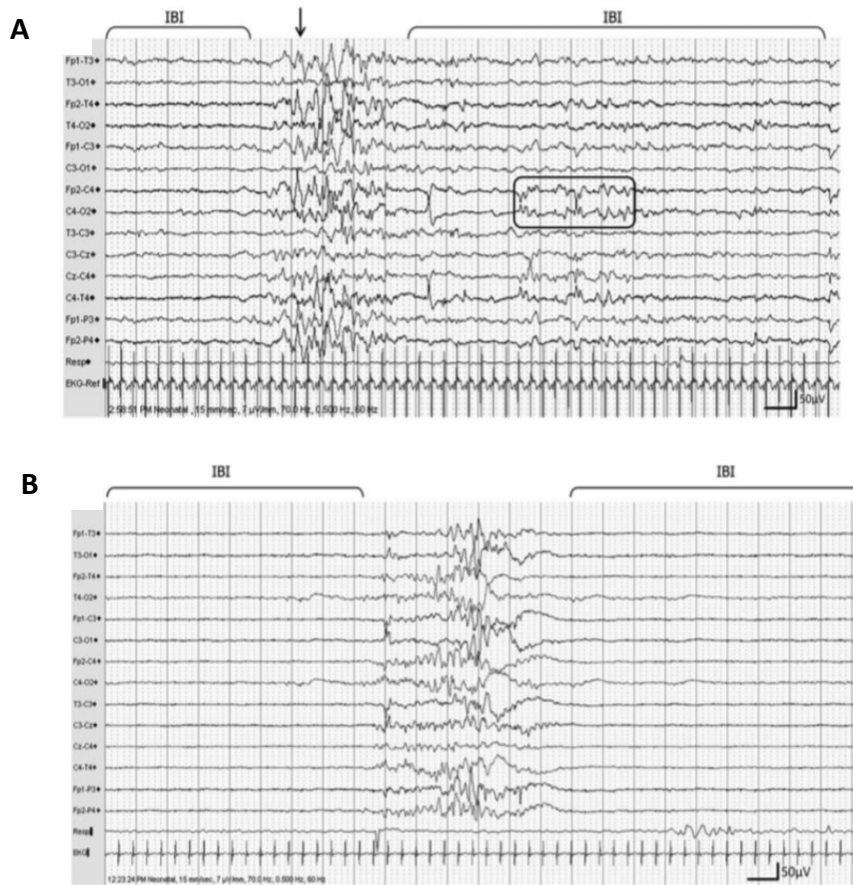 A
IBI
IBI
Fp1-T3
T3-O1
Fp2-T4
T4-O2
Fp1-C3
C3-O1
Fp2-C4
C4-O2
T3-C3
C3-Cz
Cz-C4
C4-T4
Fp1-P3
Fp2-P4
Resp
EKG-Ref
2:58:51 PM Neonatal, 15 mm/sec, 7 µV/mm, 70.0 Hz, 0.500 Hz, 60 Hz
50µV
B
IBI
IBI
Fp1-T3
T3-O1
Fp2-T4
T4-O2
Fp1-C3
C3-O1
Fp2-C4
C4-O2
T3-C3
C3-Cz
Cz-C4
C4-T4
Fp1-P3
Fp2-P4
Resp
EKG
12:23:24 PM Neonatal, 15 mm/sec, 7 µV/mm, 70.0 Hz, 0.500 Hz, 60 Hz
50µV